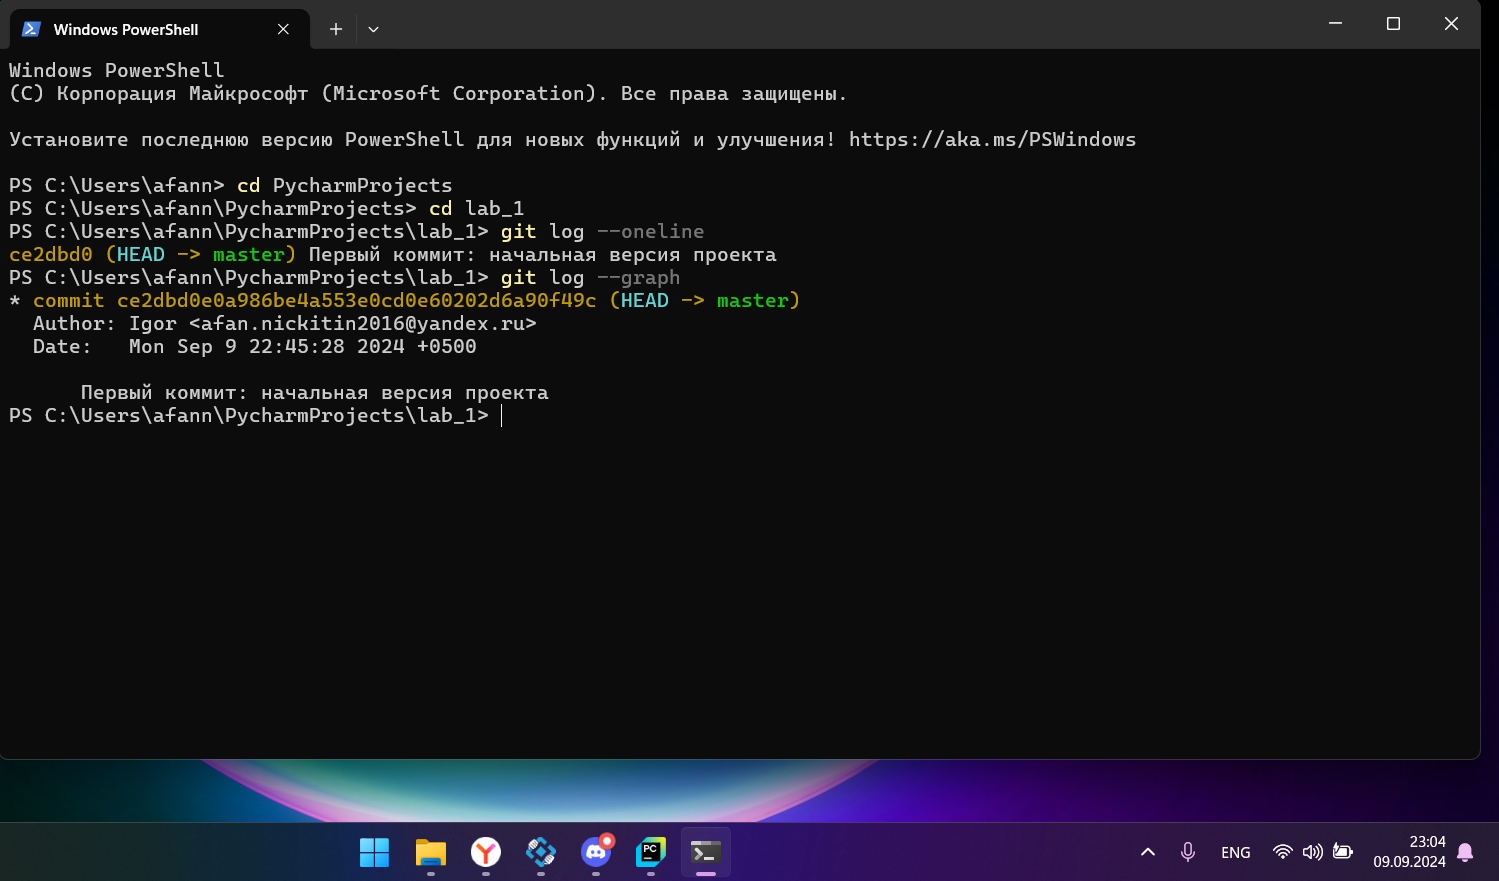 Windows PowerShell
Windows PowerShell
(C) Корпорация Майкрософт (Microsoft Corporation). Все права защищены.
Установите последнюю версию PowerShell для новых функций и улучшения! https://aka.ms/PSWindows
PS C:\Users\afann> cd PycharmProjects
PS C:\Users\afann\PycharmProjects> cd lab_1
PS C:\Users\afann\PycharmProjects\lab_1> git log --oneline
ce2dbd0 (HEAD -> master) Первый коммит: начальная версия проекта
PS C:\Users\afann\PycharmProjects\lab_1> git log --graph
* commit ce2dbd0e0a986be4a553e0cd0e60202d6a90f49c (HEAD -> master)
  Author: Igor <afan.nickitin2016@yandex.ru>
  Date:   Mon Sep 9 22:45:28 2024 +0500
      Первый коммит: начальная версия проекта
PS C:\Users\afann\PycharmProjects\lab_1>
PC
ENG
23:04
09.09.2024